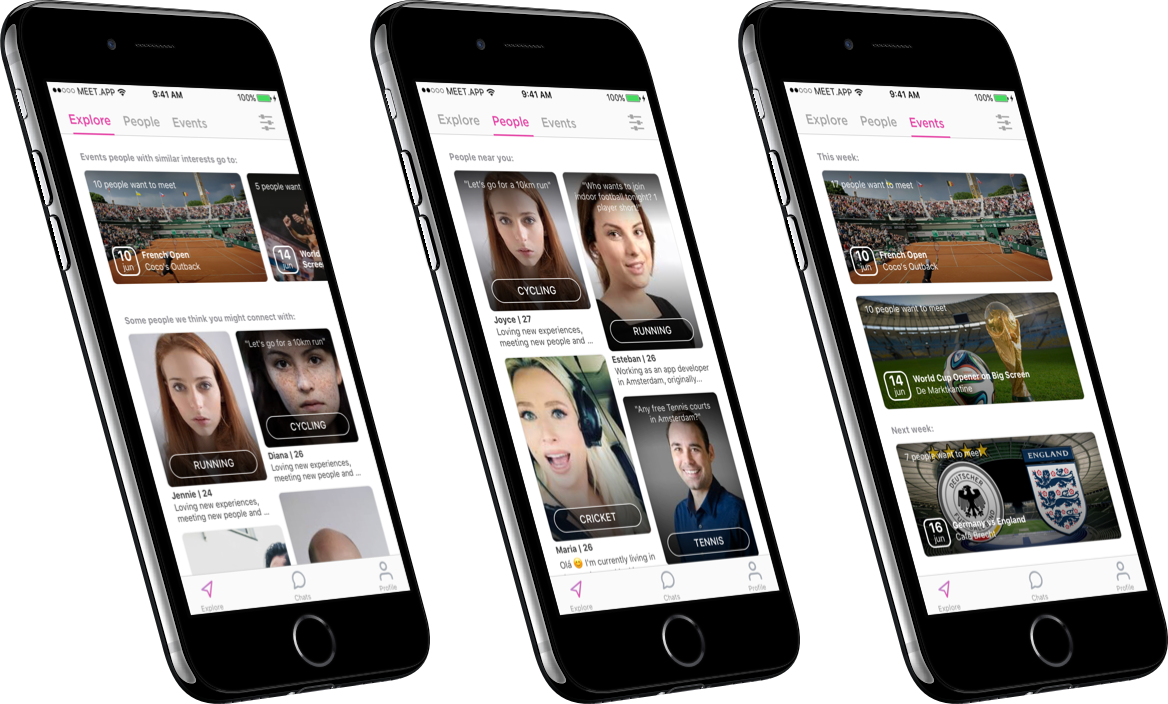 MEET.APP
9:41 AM
100%
Explore
People
Events
Events people with similar interests go to:
10 people want to meet
10
jun
French Open
Coco's Outback
5 people want
14
jun
World
Scree
Some people we think you might connect with:
RUNNING
Jennie | 24
Loving new experiences,
meeting new people and ...
"Let's go for a 10km run"
CYCLING
Diana | 26
Loving new experiences,
meeting new people and ...
Explore
Chats
Profile
MEET.APP
9:41 AM
100%
Explore
People
Events
People near you:
"Let's go for a 10km run"
CYCLING
Joyce | 27
Loving new experiences,
meeting new people and ...
"Who wants to join
indoor football tonight? 1
player short!"
RUNNING
Esteban | 26
Working as an app developer
in Amsterdam, originally...
CRICKET
Maria | 26
Olá 😊 I'm currently living in
"Any free Tennis courts
in Amsterdam?"
TENNIS
Explore
Chats
Profile
MEET.APP
9:41 AM
100%
Explore
People
Events
This week:
17 people want to meet
10
jun
French Open
Coco's Outback
10 people want to meet
14
jun
World Cup Opener on Big Screen
De Marktkantine
Next week:
7 people want to meet
DEUTSCHER
ENGLAND
16
jun
Germany vs England
Café Brecht
Explore
Chats
Profile